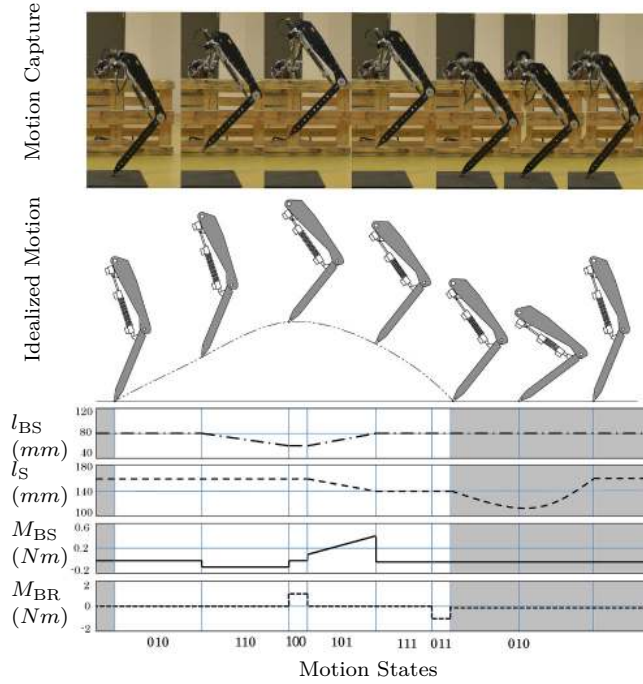 Motion Capture
Idealized Motion
l_BS
(mm)
120
80
40
l_S
(mm)
180
140
100
M_BS
(Nm)
0.6
0.2
-0.2
M_BR
(Nm)
2
0
-2
010 110 100 101 111 011 010
Motion States